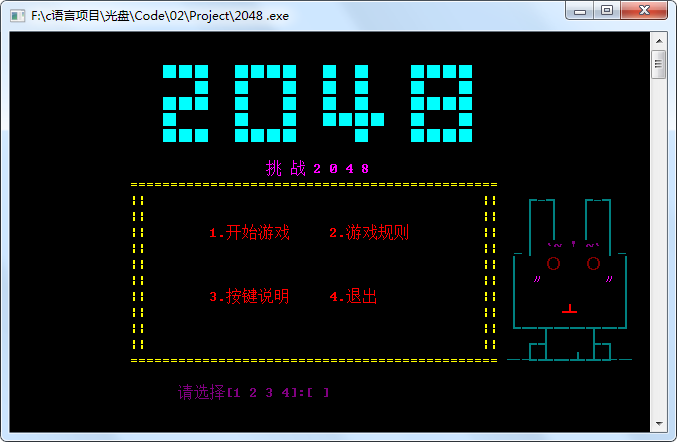 F:\c语言项目\光盘\Code\02\Project\2048 .exe
2048
挑 战 2 0 4 8
1.开始游戏 2.游戏规则
3.按键说明 4.退出
请选择[1 2 3 4]:[ ]